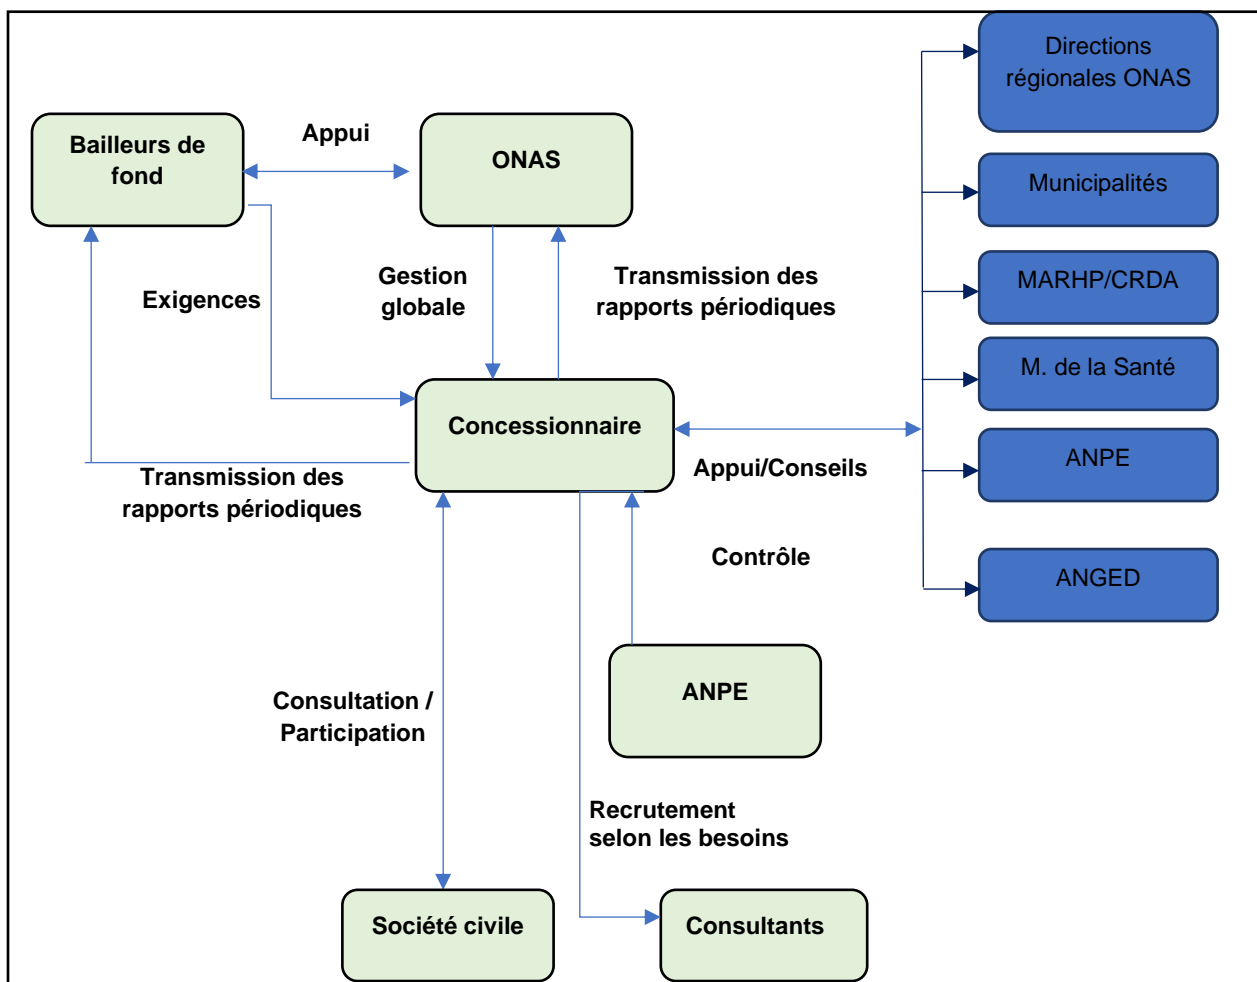 Directions
régionales ONAS
Bailleurs de
fond
Appui
ONAS
Municipalités
Exigences
Gestion
globale
Transmission des
rapports périodiques
MARHP/CRDA
M. de la Santé
Concessionnaire
Transmission des
rapports périodiques
Appui/Conseils
ANPE
Contrôle
ANGED
Consultation /
Participation
ANPE
Recrutement
selon les besoins
Société civile
Consultants